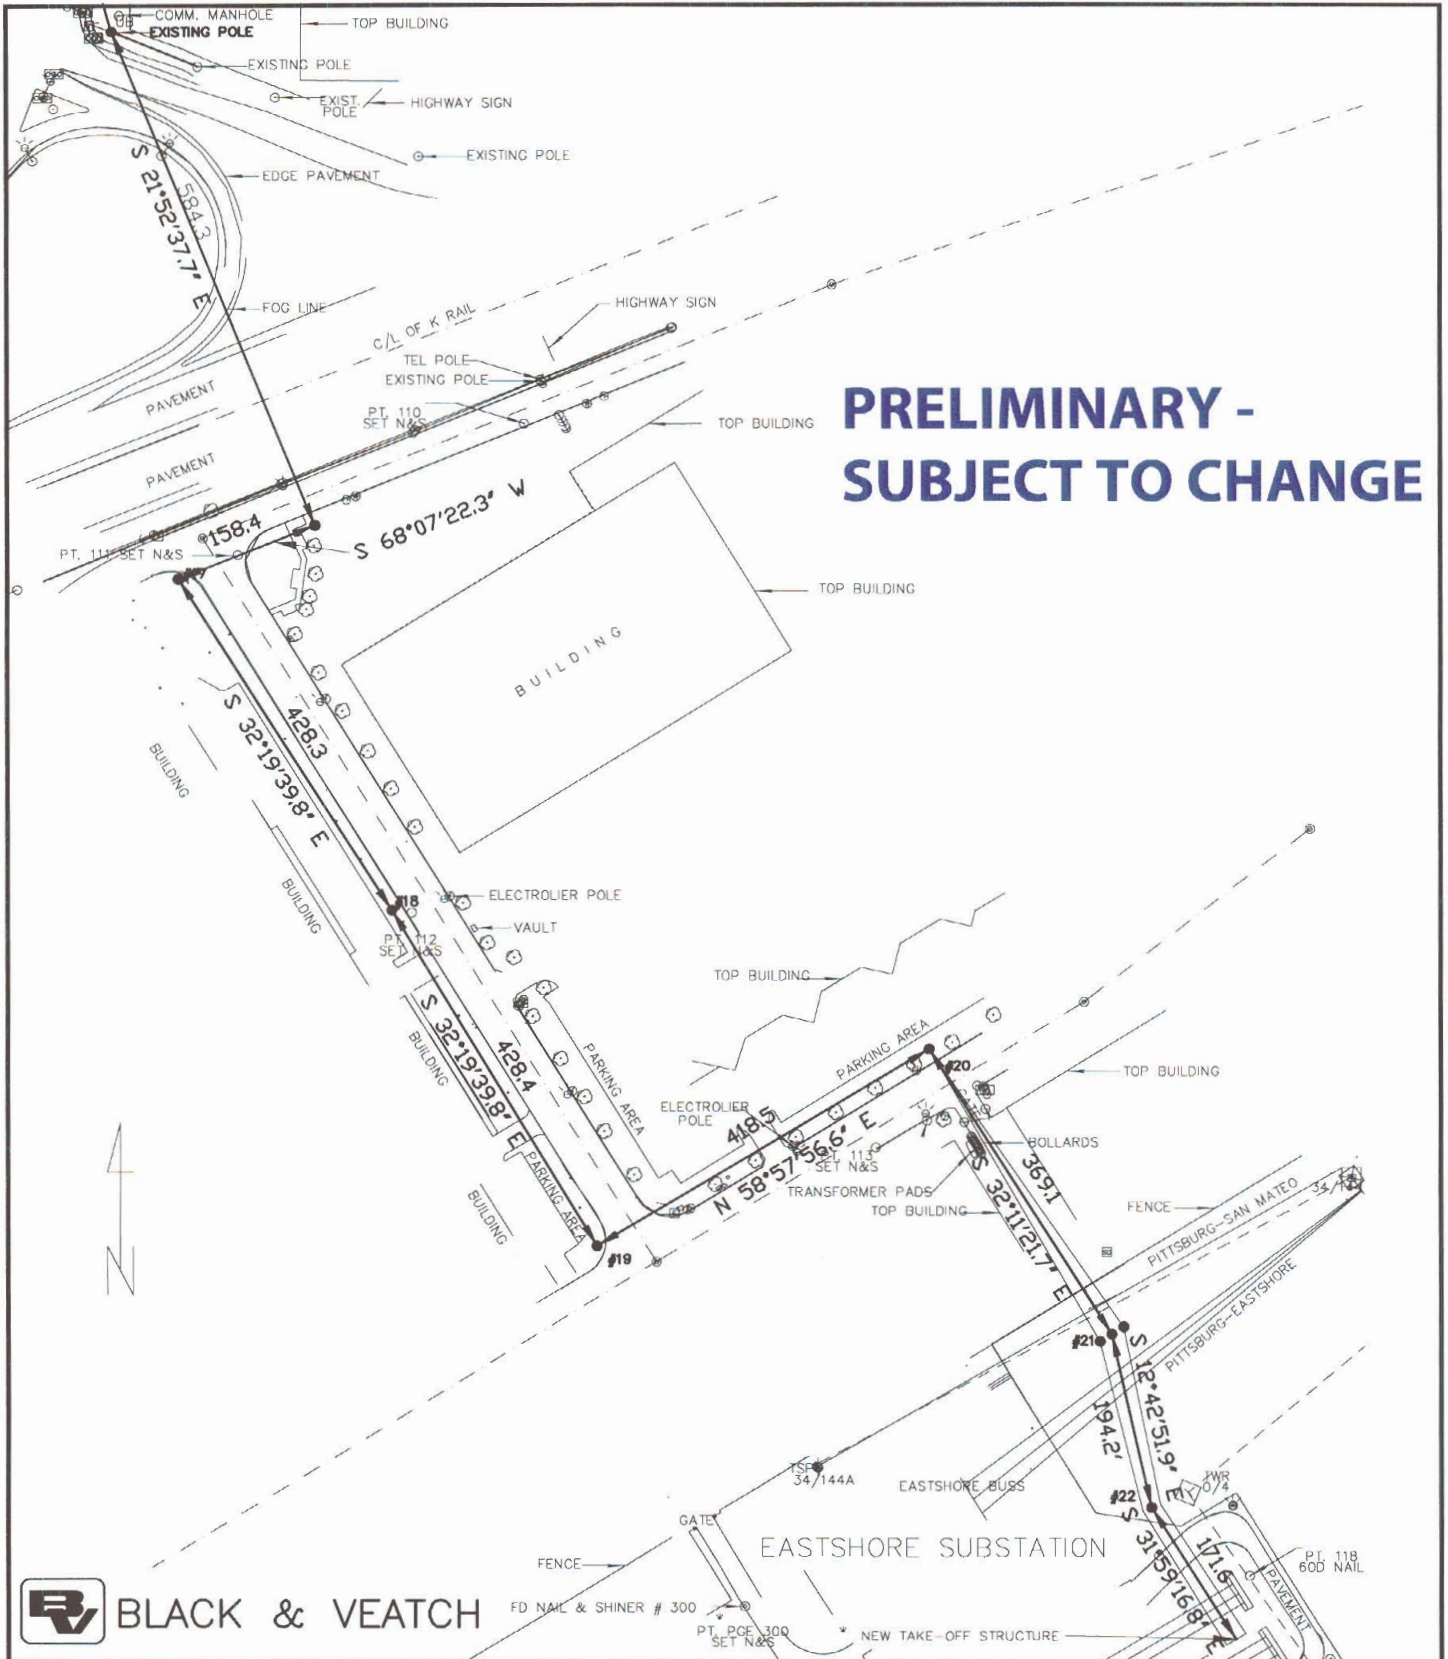 COMM. MANHOLE
EXISTING POLE
TOP BUILDING
EXISTING POLE
EXIST.
POLE
HIGHWAY SIGN
EXISTING POLE
EDGE PAVEMENT
S 21°52'37.7" E
584.3
FOG LINE
C/L OF K RAIL
HIGHWAY SIGN
TEL POLE
EXISTING POLE
PAVEMENT
PT. 110
SET N&S
TOP BUILDING
PRELIMINARY -
SUBJECT TO CHANGE
PAVEMENT
158.4
S 68°07'22.3" W
PT. 111 SET N&S
TOP BUILDING
BUILDING
S 32°19'39.8" E
428.3
BUILDING
BUILDING
#18
ELECTROLIER POLE
VAULT
PT. 112
SET N&S
TOP BUILDING
S 32°19'39.8" E
428.4
BUILDING
PARKING AREA
PARKING AREA
#20
TOP BUILDING
ELECTROLIER
POLE
418.5
N 58°57'56.6" E
PT. 113
SET N&S
BOLLARDS
369.1
TRANSFORMER PADS
TOP BUILDING
S 32°11'21.7" E
FENCE
PITTSBURG-SAN MATEO
PITTSBURG-EASTSHORE
BUILDING
PARKING AREA
#19
N
#21
S 12°42'51.9" E
194.2'
TSP
34/144A
EASTSHORE BUSS
TWR
0/4
#22
GATE
EASTSHORE SUBSTATION
S 31°59'16.8" E
171.6
PT. 118
60D NAIL
PAVEMENT
FENCE
BV BLACK & VEATCH
FD NAIL & SHINER # 300
PT. PGE 300
SET N&S
NEW TAKE-OFF STRUCTURE